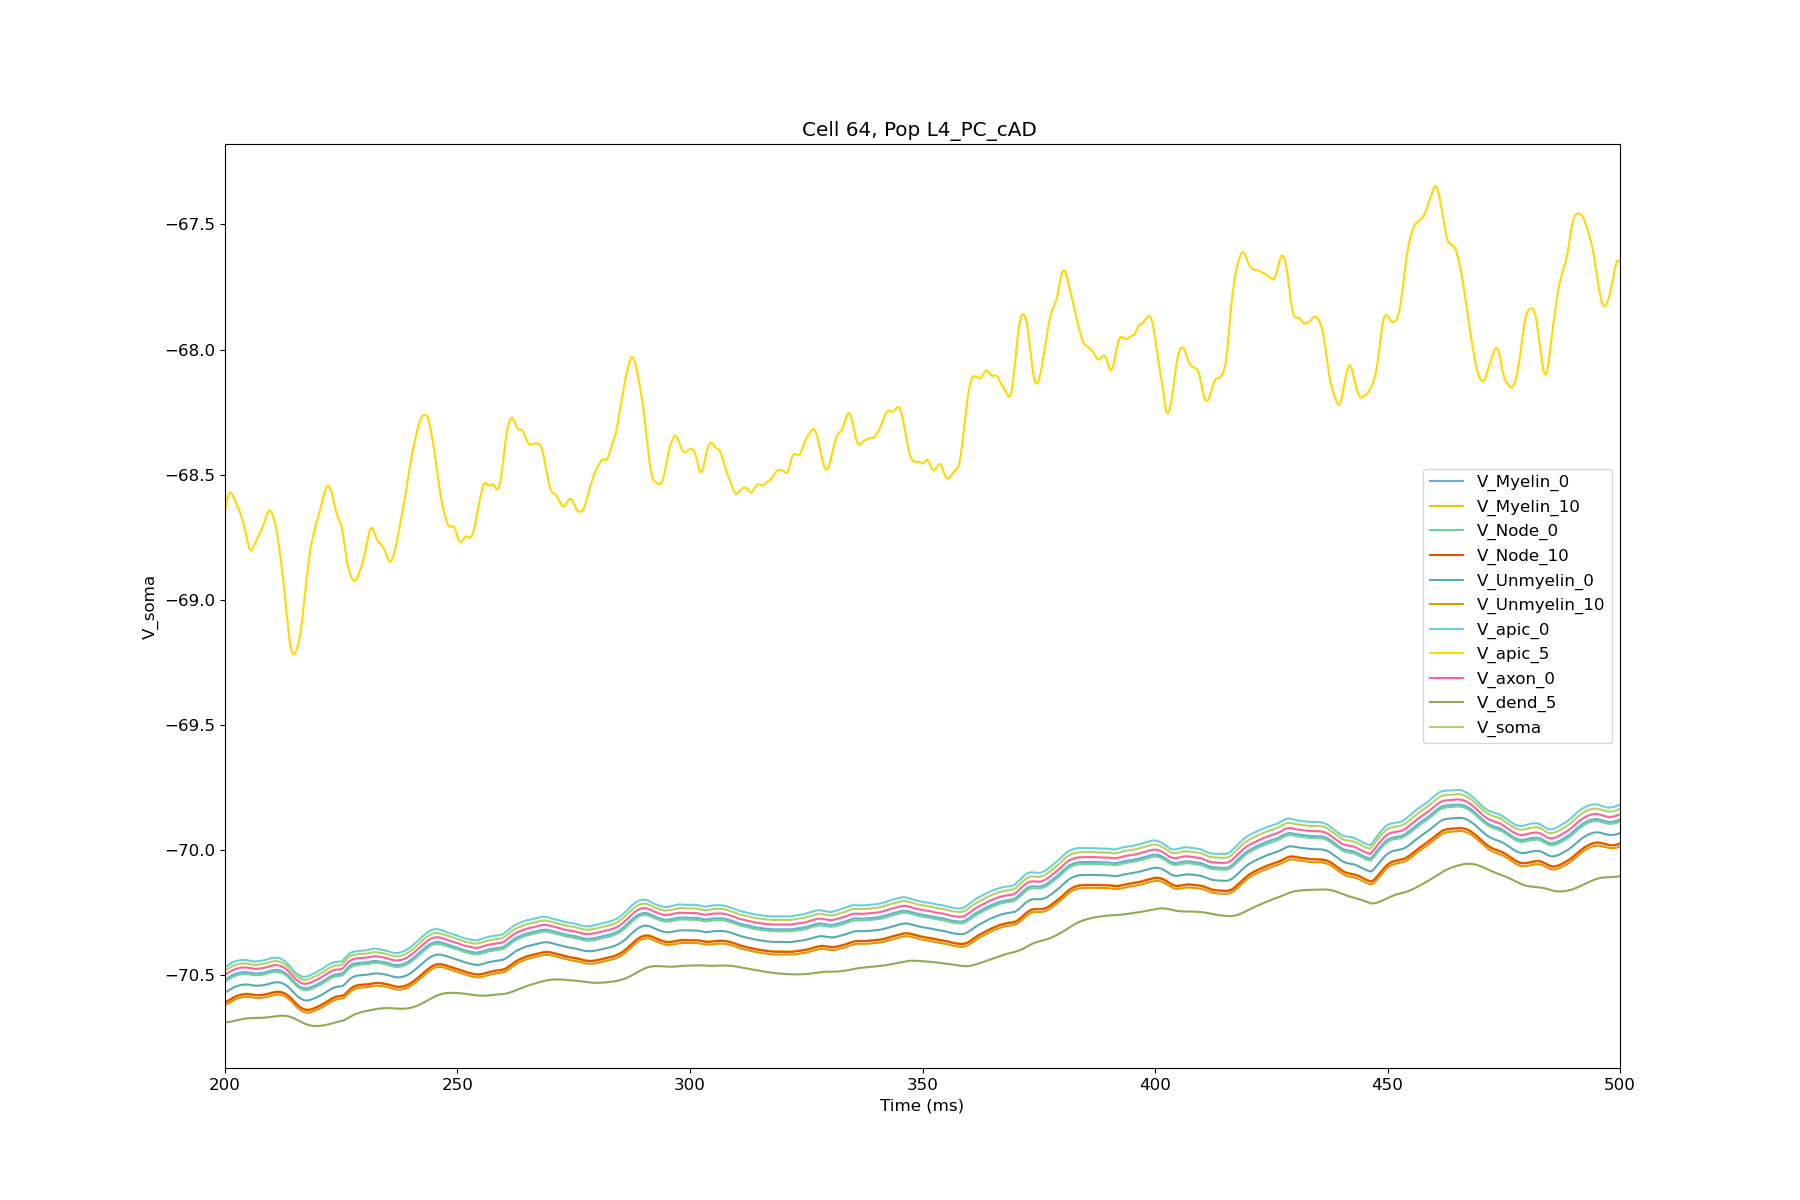 Cell 64, Pop L4_PC_cAD
V_soma
−67.5
−68.0
−68.5
−69.0
−69.5
−70.0
−70.5
V_Myelin_0
V_Myelin_10
V_Node_0
V_Node_10
V_Unmyelin_0
V_Unmyelin_10
V_apic_0
V_apic_5
V_axon_0
V_dend_5
V_soma
200 250 300 350 400 450 500
Time (ms)